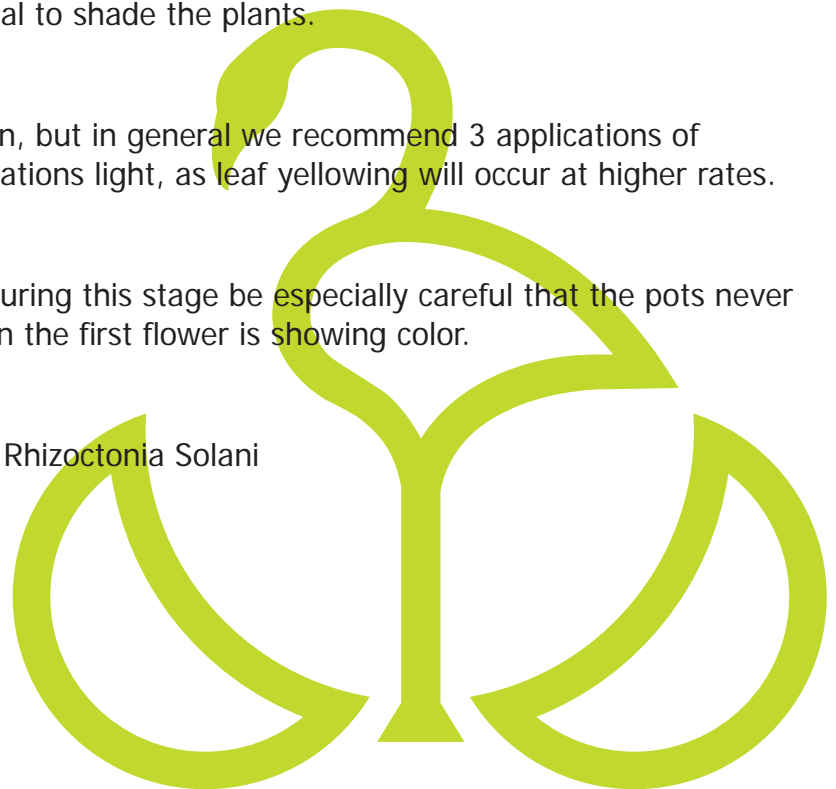 al to shade the plants.
n, but in general we recommend 3 applications of
ations light, as leaf yellowing will occur at higher rates.
uring this stage be especially careful that the pots never
n the first flower is showing color.
Rhizoctonia Solani